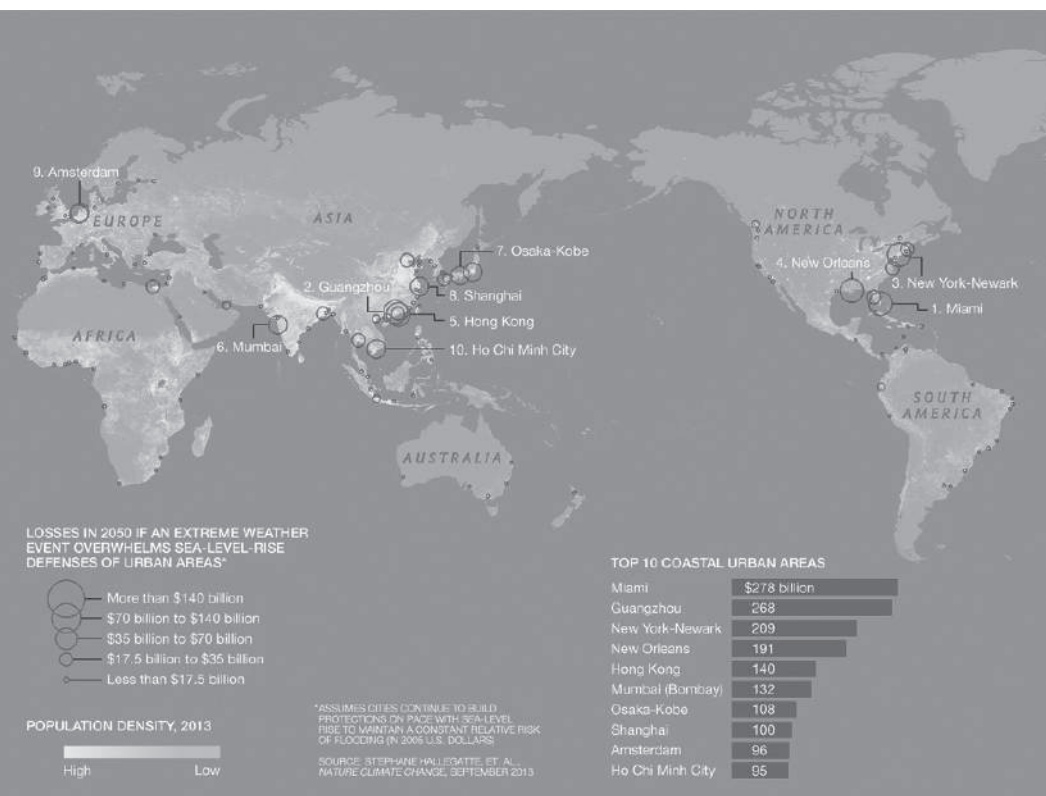 9. Amsterdam
EUROPE
ASIA
NORTH
AMERICA
7. Osaka-Kobe
4. New Orleans
2. Guangzhou
3. New York-Newark
8. Shanghai
1. Miami
5. Hong Kong
AFRICA
6. Mumbai
10. Ho Chi Minh City
SOUTH
AMERICA
AUSTRALIA
LOSSES IN 2050 IF AN EXTREME WEATHER
EVENT OVERWHELMS SEA-LEVEL-RISE
DEFENSES OF URBAN AREAS*
More than $140 billion
$70 billion to $140 billion
$35 billion to $70 billion
$17.5 billion to $35 billion
Less than $17.5 billion
POPULATION DENSITY, 2013
High Low
*ASSUMES CITIES CONTINUE TO BUILD
PROTECTIONS ON PACE WITH SEA-LEVEL
RISE TO MAINTAIN A CONSTANT RELATIVE RISK
OF FLOODING (IN 2005 U.S. DOLLARS)
SOURCE: STEPHANE HALLEGATTE, ET. AL.,
NATURE CLIMATE CHANGE, SEPTEMBER 2013
TOP 10 COASTAL URBAN AREAS
Miami $278 billion
Guangzhou 268
New York-Newark 209
New Orleans 191
Hong Kong 140
Mumbai (Bombay) 132
Osaka-Kobe 108
Shanghai 100
Amsterdam 96
Ho Chi Minh City 95